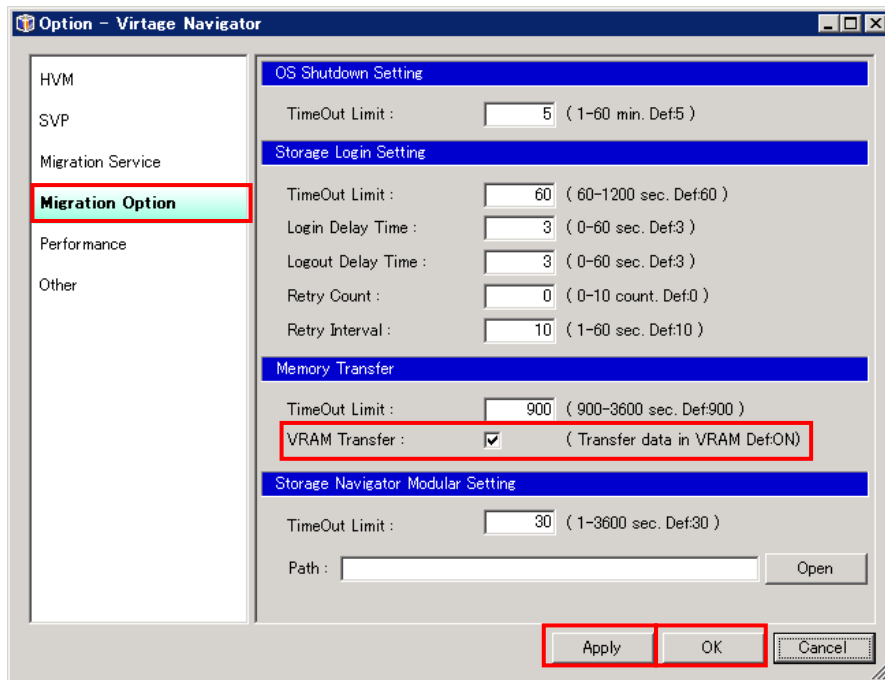 Option - Virtage Navigator
HVM
SVP
Migration Service
Migration Option
Performance
Other
OS Shutdown Setting
TimeOut Limit : 5 ( 1-60 min. Def:5 )
Storage Login Setting
TimeOut Limit : 60 ( 60-1200 sec. Def:60 )
Login Delay Time : 3 ( 0-60 sec. Def:3 )
Logout Delay Time : 3 ( 0-60 sec. Def:3 )
Retry Count : 0 ( 0-10 count. Def:0 )
Retry Interval : 10 ( 1-60 sec. Def:10 )
Memory Transfer
TimeOut Limit : 900 ( 900-3600 sec. Def:900 )
VRAM Transfer : ( Transfer data in VRAM Def:ON)
Storage Navigator Modular Setting
TimeOut Limit : 30 ( 1-3600 sec. Def:30 )
Path : Open
Apply OK Cancel